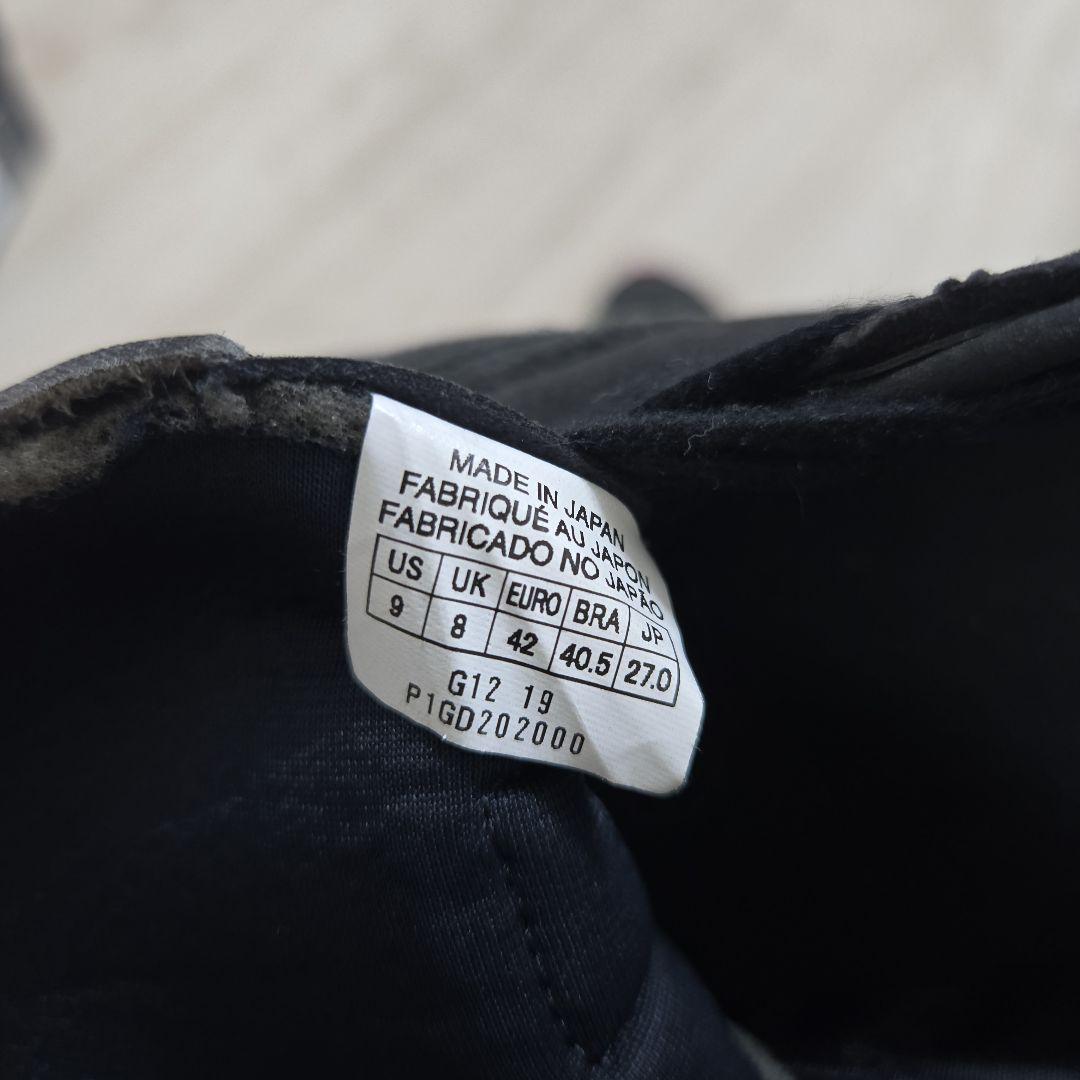 MADE IN JAPAN
FABRIQUÉ AU JAPON
FABRICADO NO JAPÃO
US UK EURO BRA JP
9 8 42 40.5 27.0
G12 19
P1GD202000